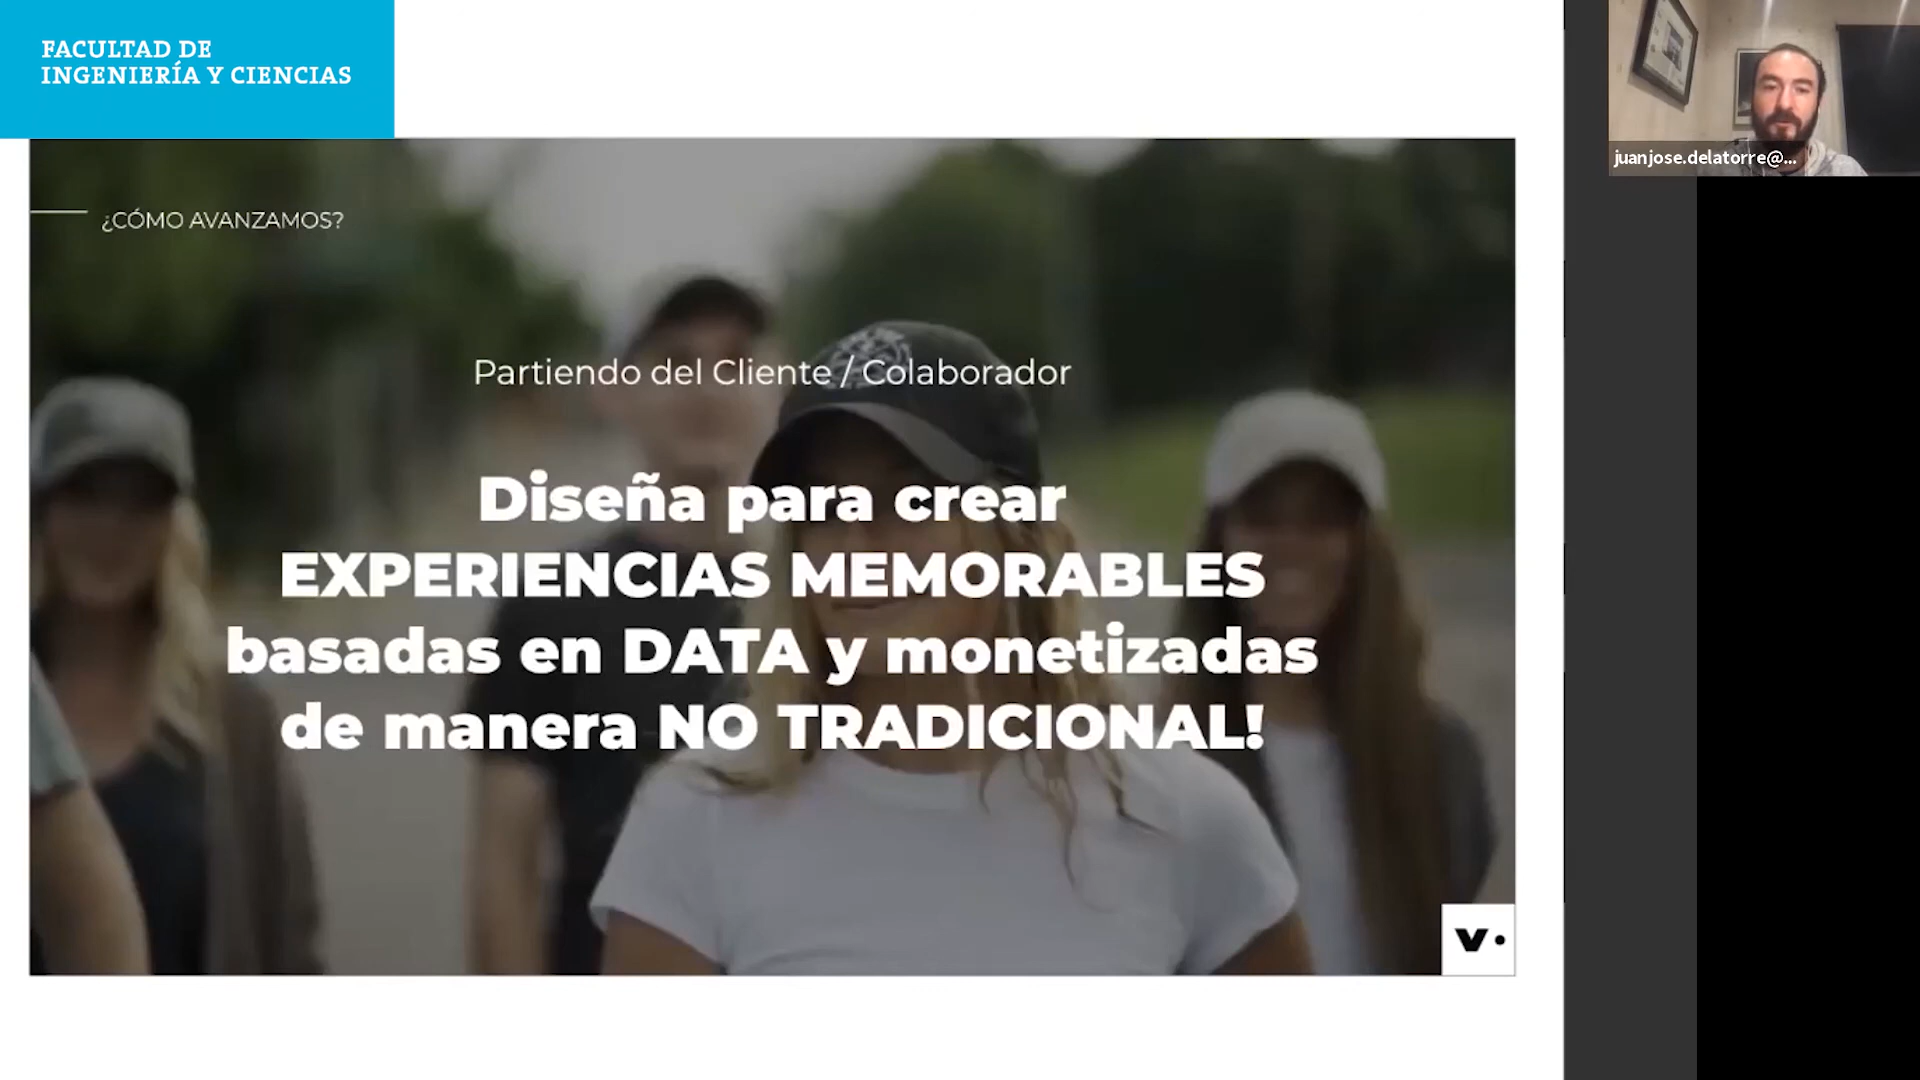 FACULTAD DE
INGENIERÍA Y CIENCIAS
juanjose.delatorre@...
¿CÓMO AVANZAMOS?
Partiendo del Cliente / Colaborador
Diseña para crear
EXPERIENCIAS MEMORABLES
basadas en DATA y monetizadas
de manera NO TRADICIONAL!
V.